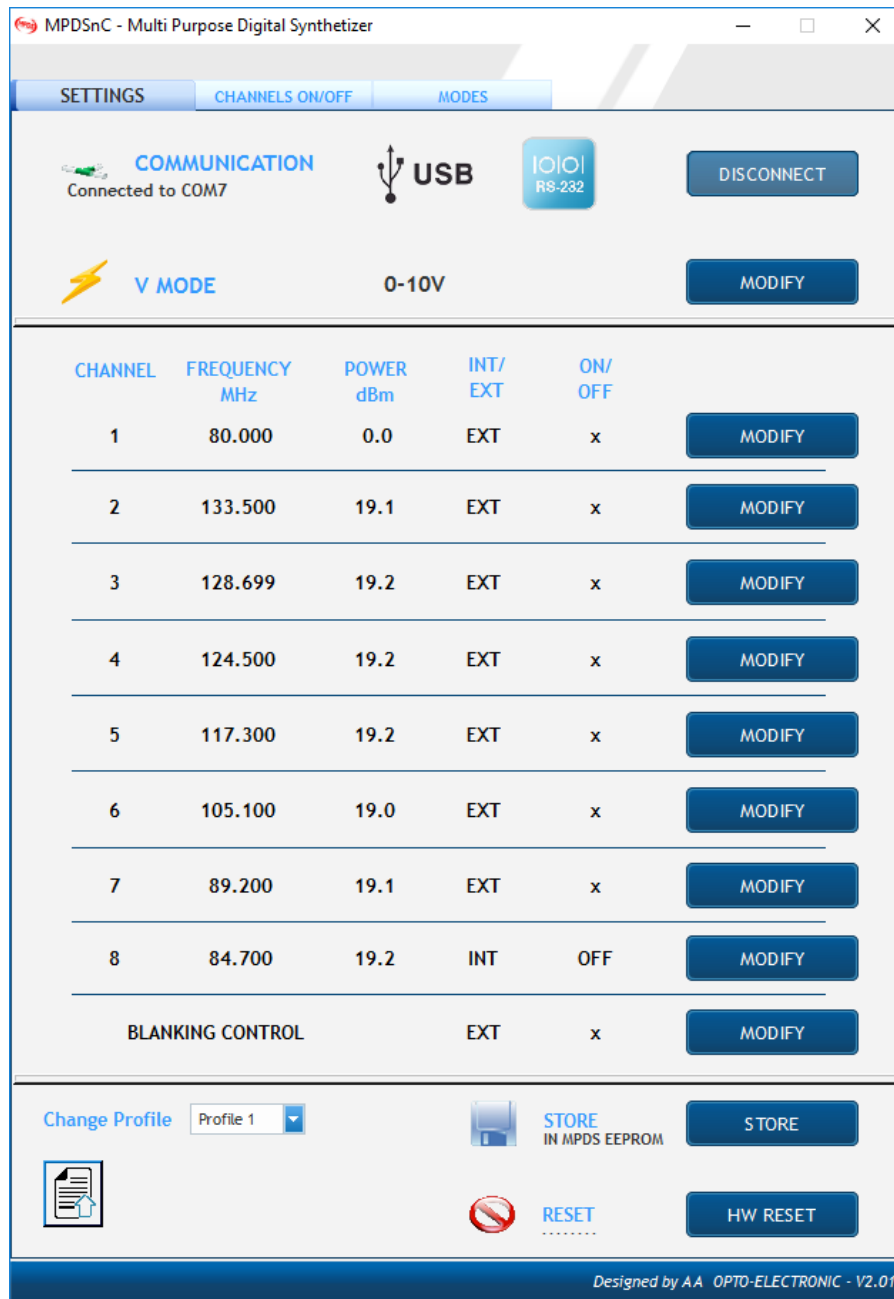 MPDSnC - Multi Purpose Digital Synthetizer
SETTINGS CHANNELS ON/OFF MODES
COMMUNICATION
Connected to COM7
USB
RS-232
DISCONNECT
V MODE 0-10V MODIFY
CHANNEL FREQUENCY MHz POWER dBm INT/ EXT ON/ OFF
1 80.000 0.0 EXT x MODIFY
2 133.500 19.1 EXT x MODIFY
3 128.699 19.2 EXT x MODIFY
4 124.500 19.2 EXT x MODIFY
5 117.300 19.2 EXT x MODIFY
6 105.100 19.0 EXT x MODIFY
7 89.200 19.1 EXT x MODIFY
8 84.700 19.2 INT OFF MODIFY
BLANKING CONTROL EXT x MODIFY
Change Profile Profile 1
STORE
IN MPDS EEPROM
STORE
RESET
HW RESET
Designed by AA OPTO-ELECTRONIC - V2.01